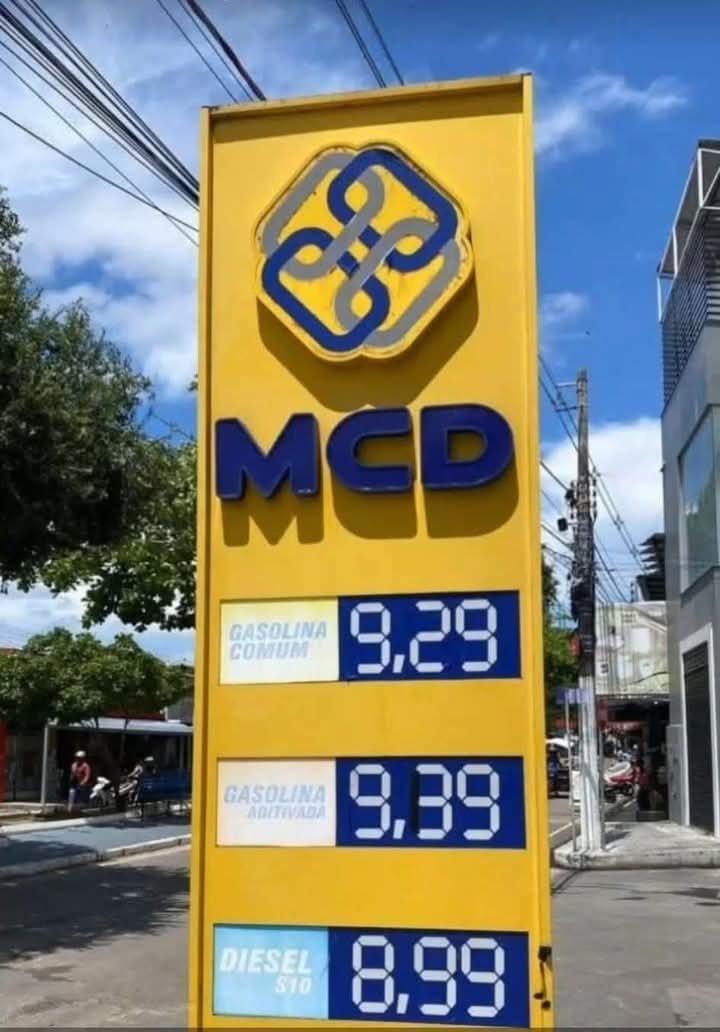 MCD
GASOLINA
COMUM
9,29
GASOLINA
ADITIVADA
9,39
DIESEL
S10
8,99